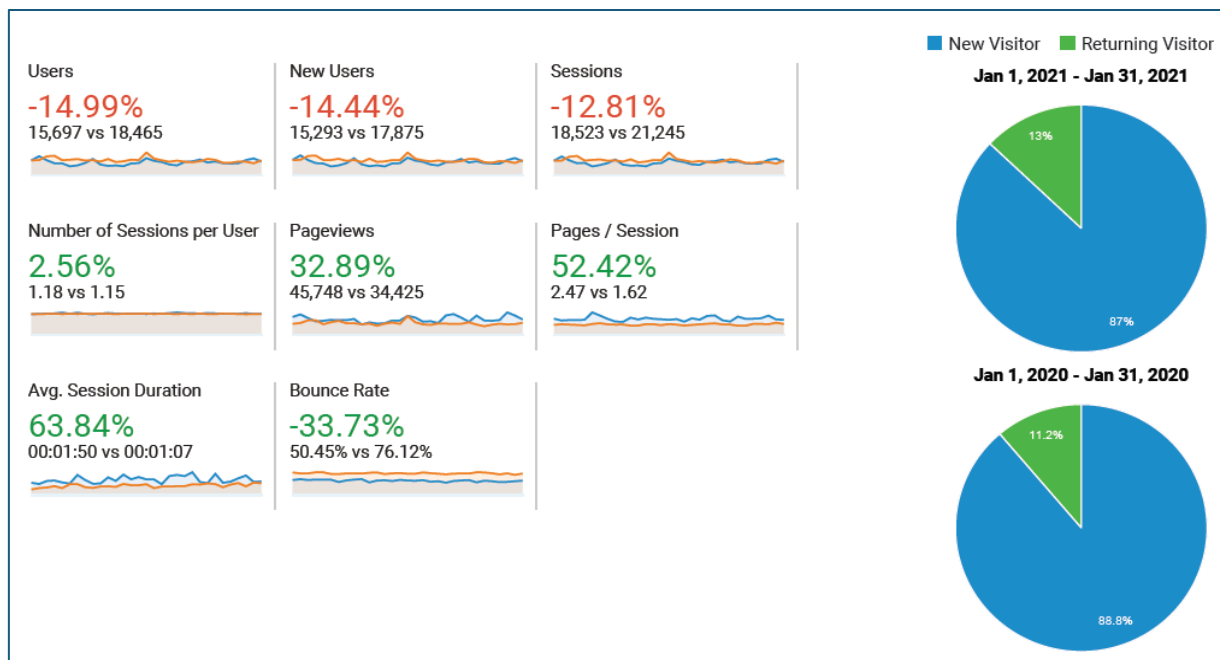 New Visitor
Returning Visitor
Jan 1, 2021 - Jan 31, 2021
Users
-14.99%
15,697 vs 18,465
New Users
-14.44%
15,293 vs 17,875
Sessions
-12.81%
18,523 vs 21,245
13%
87%
Number of Sessions per User
2.56%
1.18 vs 1.15
Pageviews
32.89%
45,748 vs 34,425
Pages / Session
52.42%
2.47 vs 1.62
Avg. Session Duration
63.84%
00:01:50 vs 00:01:07
Bounce Rate
-33.73%
50.45% vs 76.12%
Jan 1, 2020 - Jan 31, 2020
11.2%
88.8%